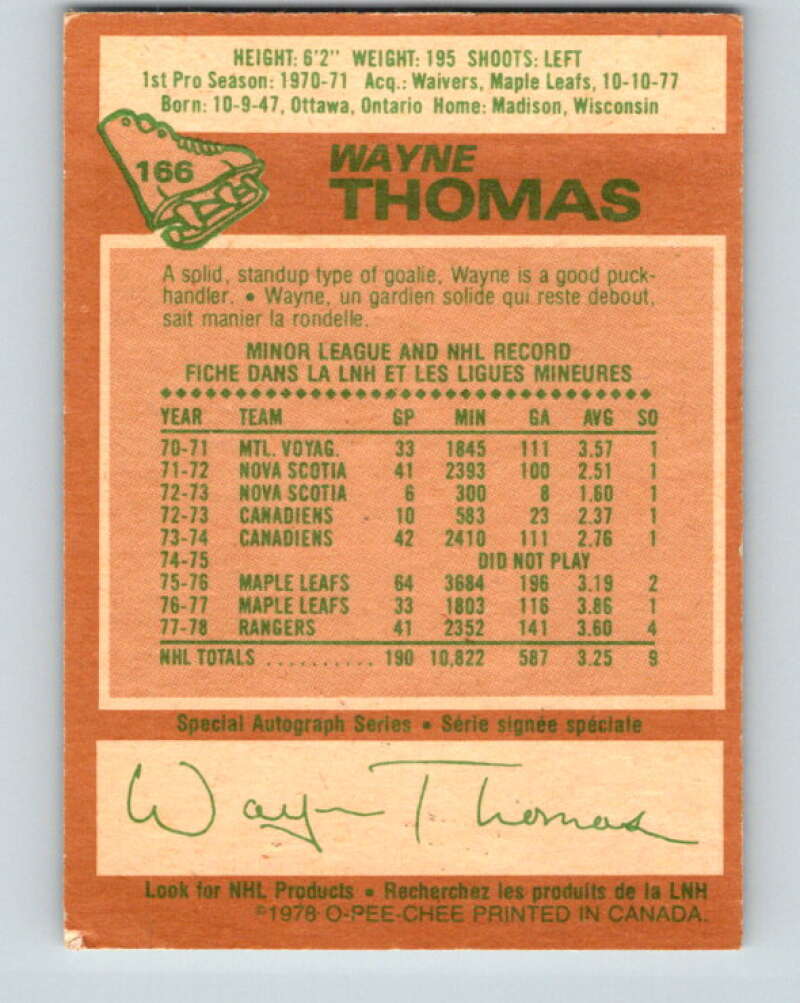 HEIGHT: 6'2" WEIGHT: 195 SHOOTS: LEFT
1st Pro Season: 1970-71 Acq.: Waivers, Maple Leafs, 10-10-77
Born: 10-9-47, Ottawa, Ontario Home: Madison, Wisconsin
166
WAYNE
THOMAS
A solid, standup type of goalie, Wayne is a good puck-
handler. • Wayne, un gardien solide qui reste debout,
sait manier la rondelle.
MINOR LEAGUE AND NHL RECORD
FICHE DANS LA LNH ET LES LIGUES MINEURES
YEAR TEAM GP MIN GA AVG SO
70-71 MTL. VOYAG. 33 1845 111 3.57 1
71-72 NOVA SCOTIA 41 2393 100 2.51 1
72-73 NOVA SCOTIA 6 300 8 1.60 1
72-73 CANADIENS 10 583 23 2.37 1
73-74 CANADIENS 42 2410 111 2.76 1
74-75 DID NOT PLAY
75-76 MAPLE LEAFS 64 3684 196 3.19 2
76-77 MAPLE LEAFS 33 1803 116 3.86 1
77-78 RANGERS 41 2352 141 3.60 4
NHL TOTALS .......... 190 10,822 587 3.25 9
Special Autograph Series • Série signée spéciale
Wayne Thomas
Look for NHL Products • Recherchez les produits de la LNH
©1978 O-PEE-CHEE PRINTED IN CANADA.